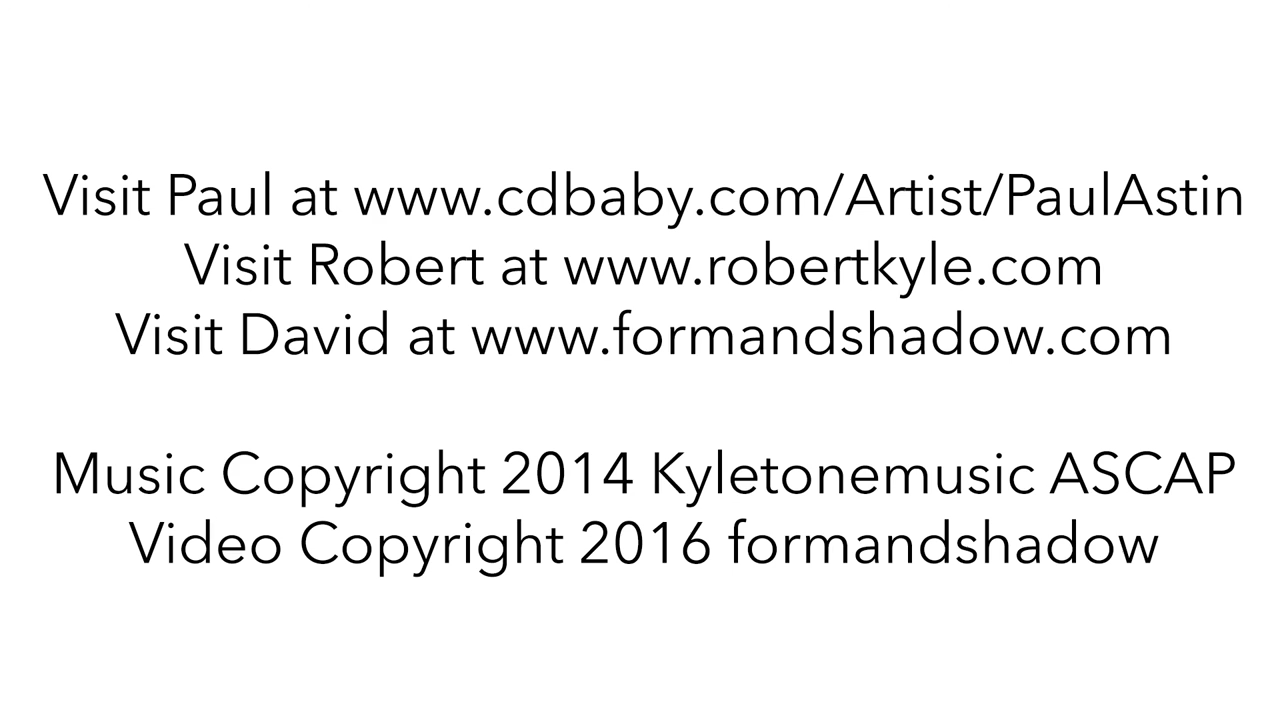 Visit Paul at www.cdbaby.com/Artist/PaulAstin
Visit Robert at www.robertkyle.com
Visit David at www.formandshadow.com
Music Copyright 2014 Kyletonemusic ASCAP
Video Copyright 2016 formandshadow